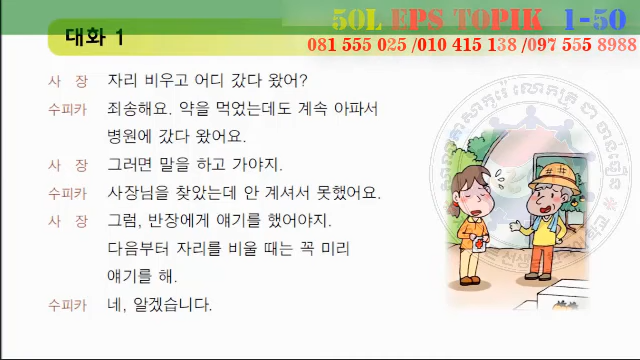 50L EPS TOPIK 1-50
대화 1
081 555 025 /010 415 138 /097 555 8988
사 장 자리 비우고 어디 갔다 왔어?
수피카 죄송해요. 약을 먹었는데도 계속 아파서
병원에 갔다 왔어요.
사 장 그러면 말을 하고 가야지.
수피카 사장님을 찾았는데 안 계셔서 못했어요.
사 장 그럼, 반장에게 얘기를 했어야지.
다음부터 자리를 비울 때는 꼭 미리
얘기를 해.
수피카 네, 알겠습니다.